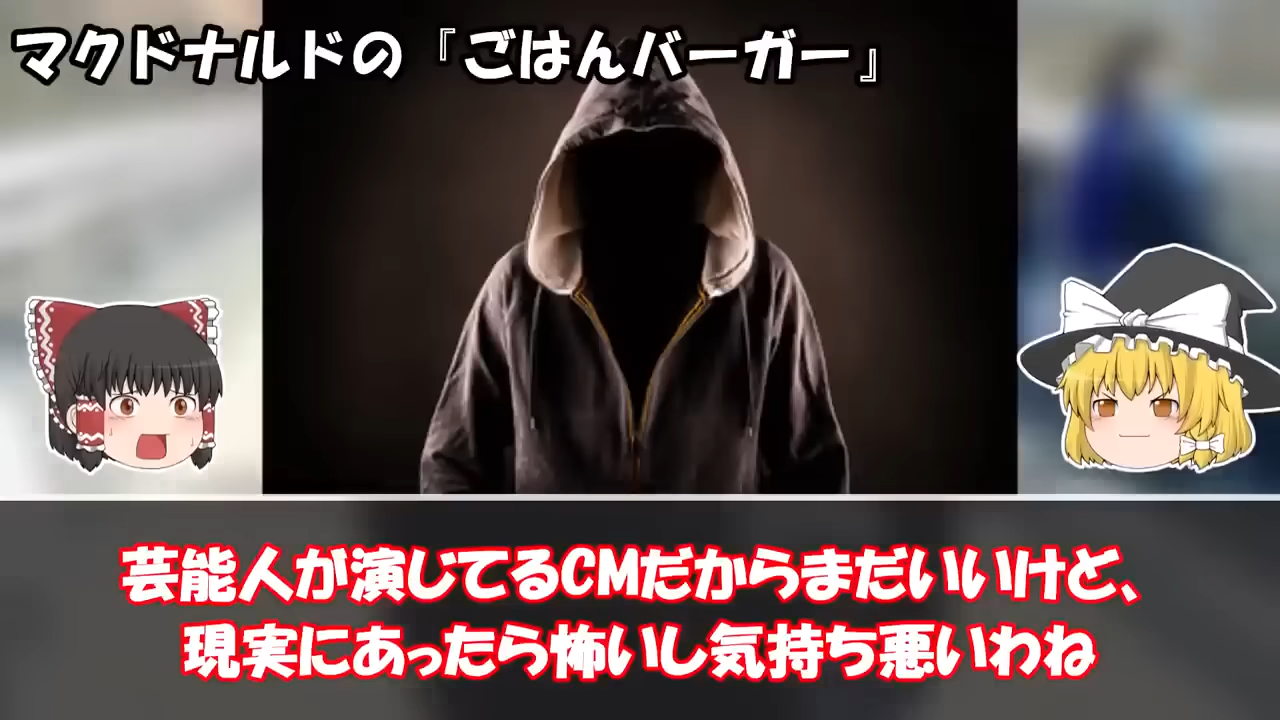 マクドナルドの『ごはんバーガー』
芸能人が演じてるCMだからまだいいけど、
現実にあったら怖いし気持ち悪いわね